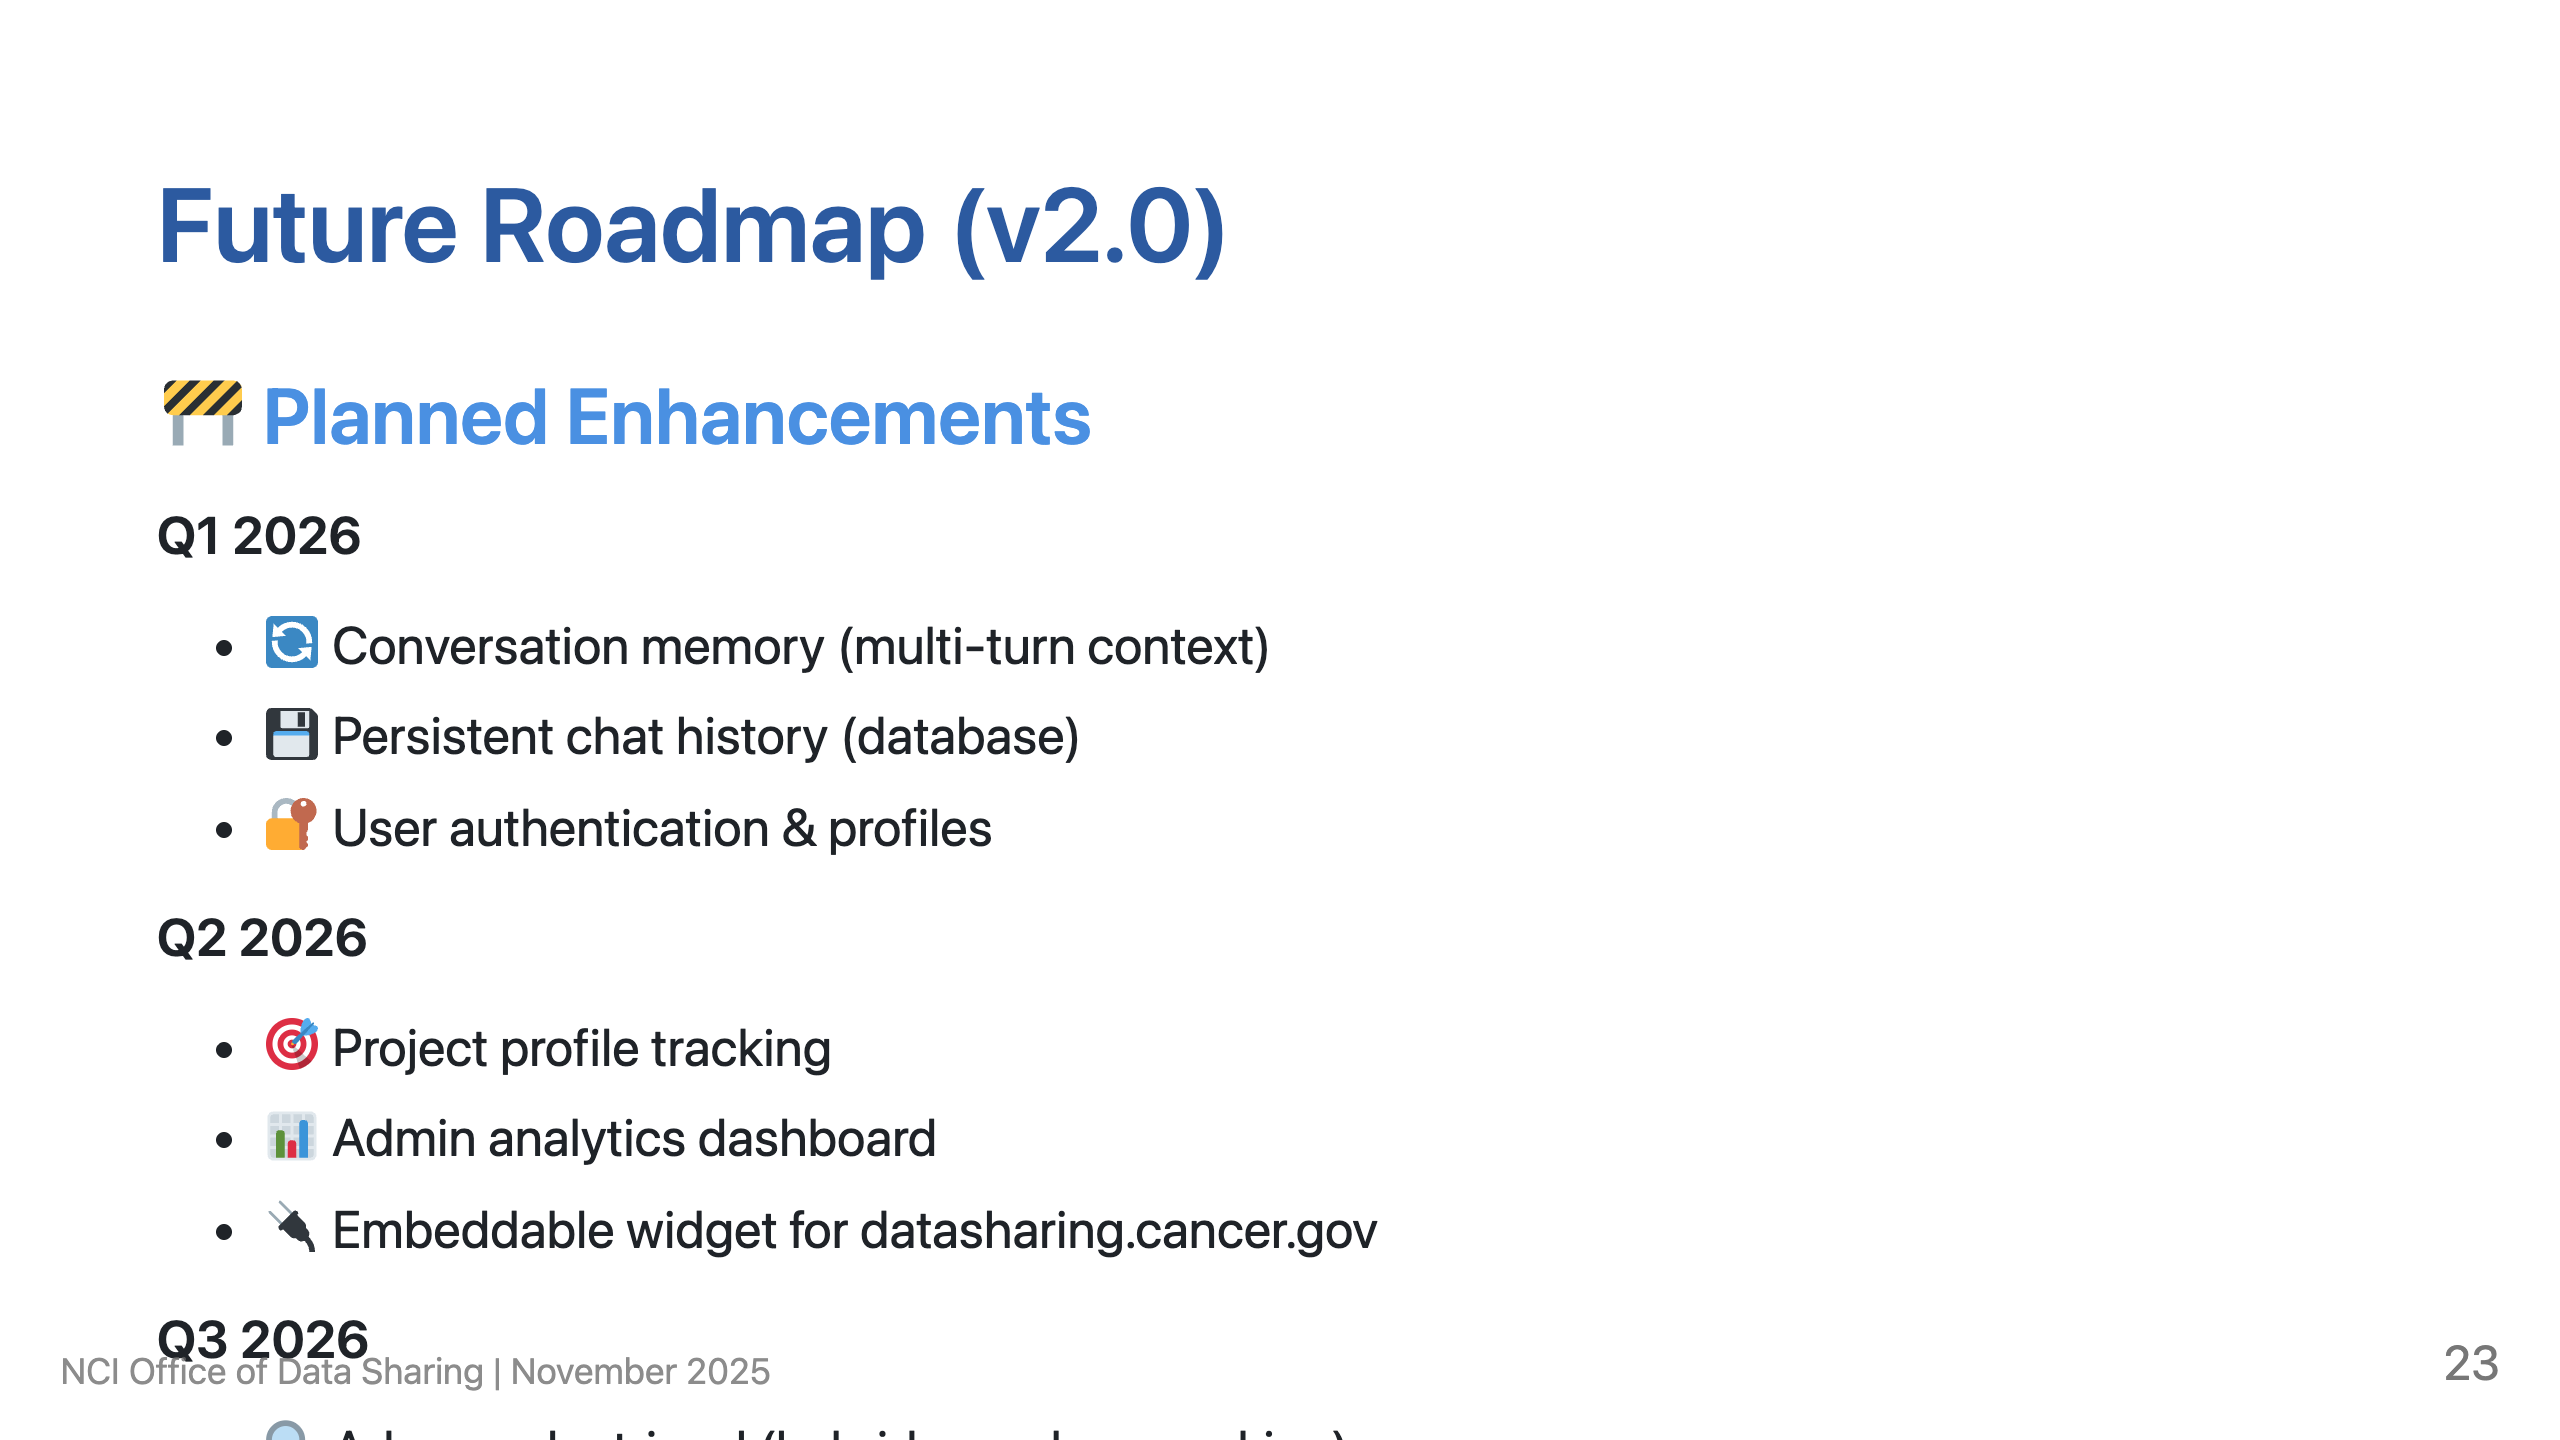 Future Roadmap (v2.0)
Planned Enhancements
Q1 2026
• Conversation memory (multi-turn context)
• Persistent chat history (database)
• User authentication & profiles
Q2 2026
• Project profile tracking
• Admin analytics dashboard
• Embeddable widget for datasharing.cancer.gov
Q3 2026
NCI Office of Data Sharing | November 2025
23